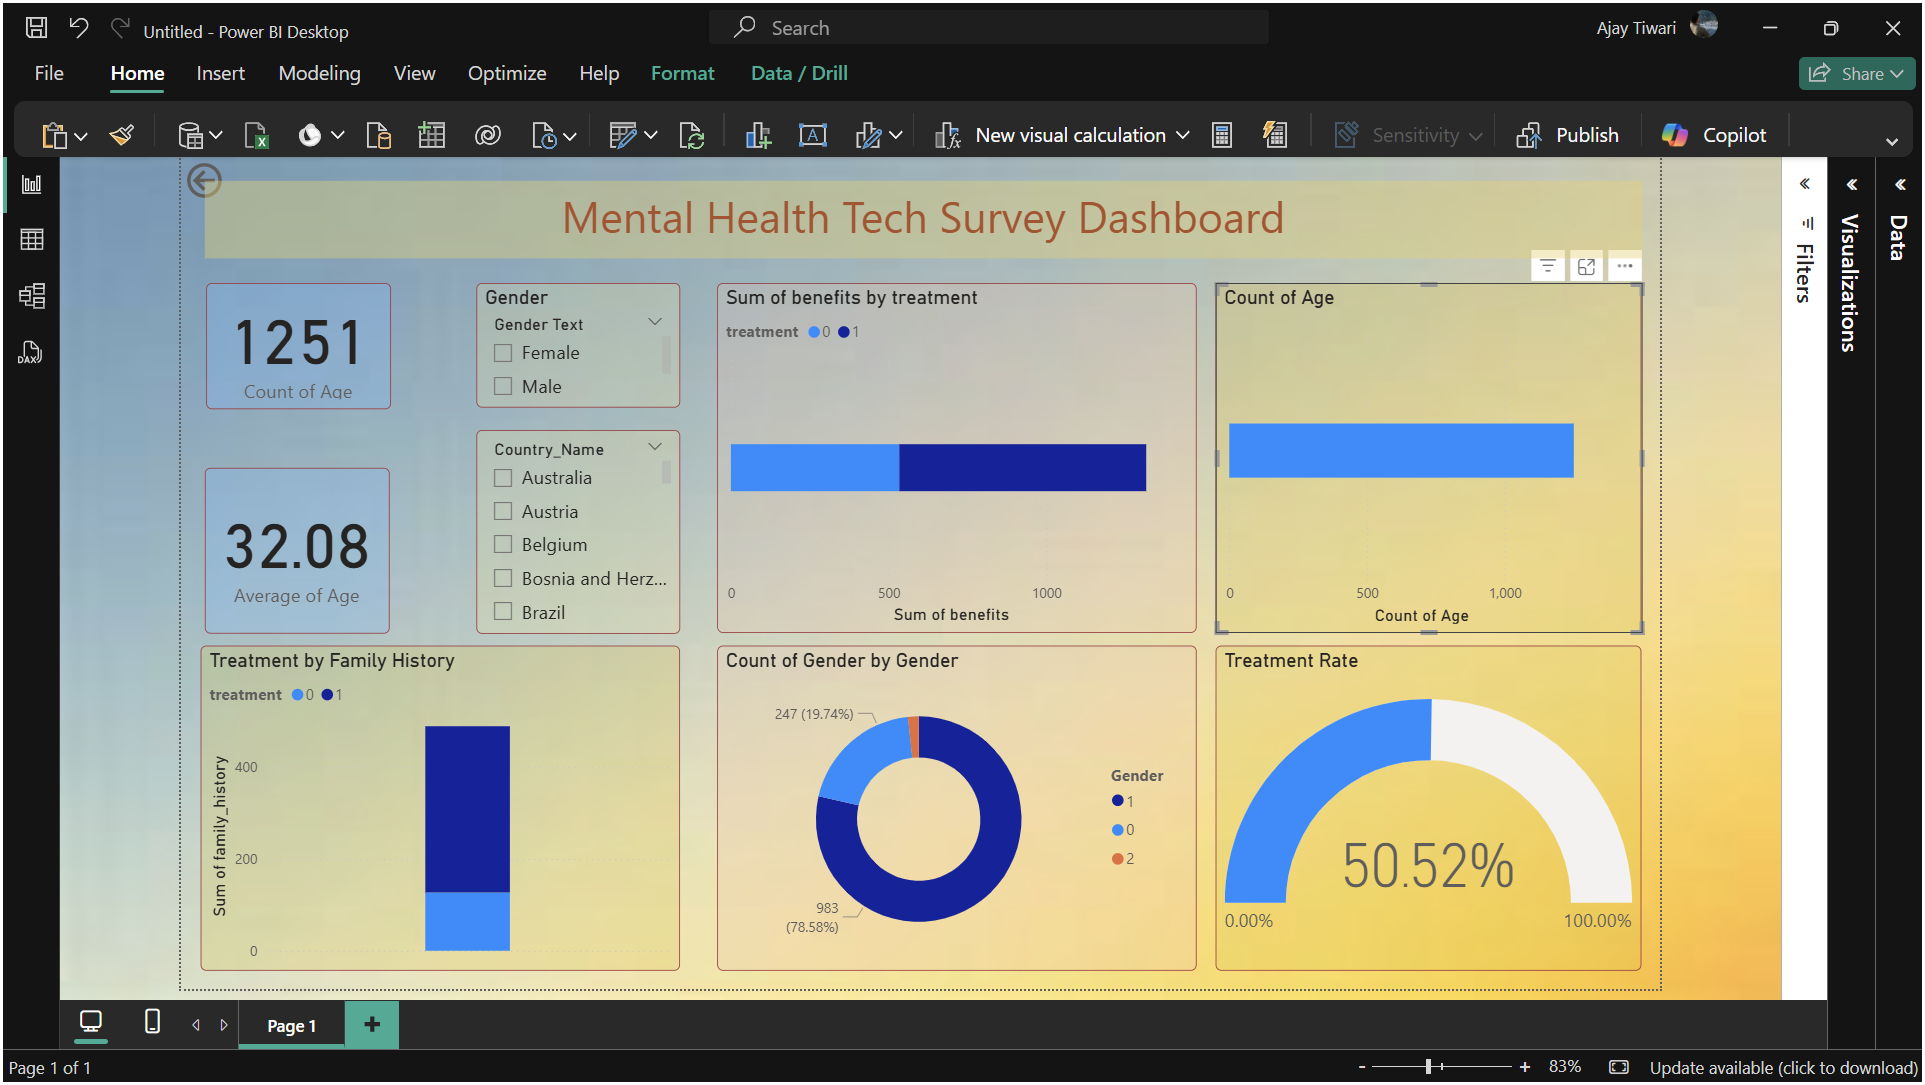 Untitled - Power BI Desktop
Search
Ajay Tiwari
File Home Insert Modeling View Optimize Help Format Data / Drill
Share
New visual calculation
Sensitivity
Publish
Copilot
Mental Health Tech Survey Dashboard
1251
Count of Age
32.08
Average of Age
Gender
Gender Text
Female
Male
Country_Name
Australia
Austria
Belgium
Bosnia and Herz...
Brazil
Sum of benefits by treatment
treatment 0 1
0 500 1000
Sum of benefits
Count of Age
0 500 1,000
Count of Age
Treatment by Family History
treatment 0 1
Sum of family_history
400
200
0
Count of Gender by Gender
247 (19.74%)
983
(78.58%)
Gender
1
0
2
Treatment Rate
50.52%
0.00% 100.00%
Filters
Visualizations
Data
DAX
Page 1
Page 1 of 1
- + 83%
Update available (click to download)